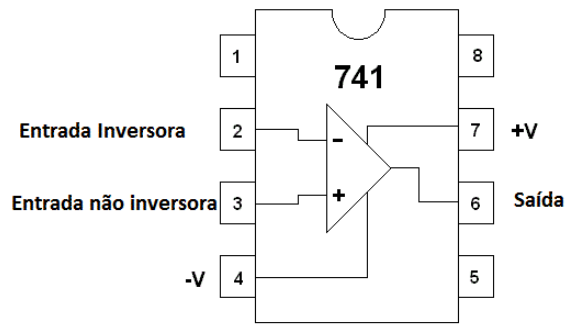 1
8
741
Entrada Inversora
2
-
7
+V
Entrada não inversora
3
+
6
Saída
-V
4
5